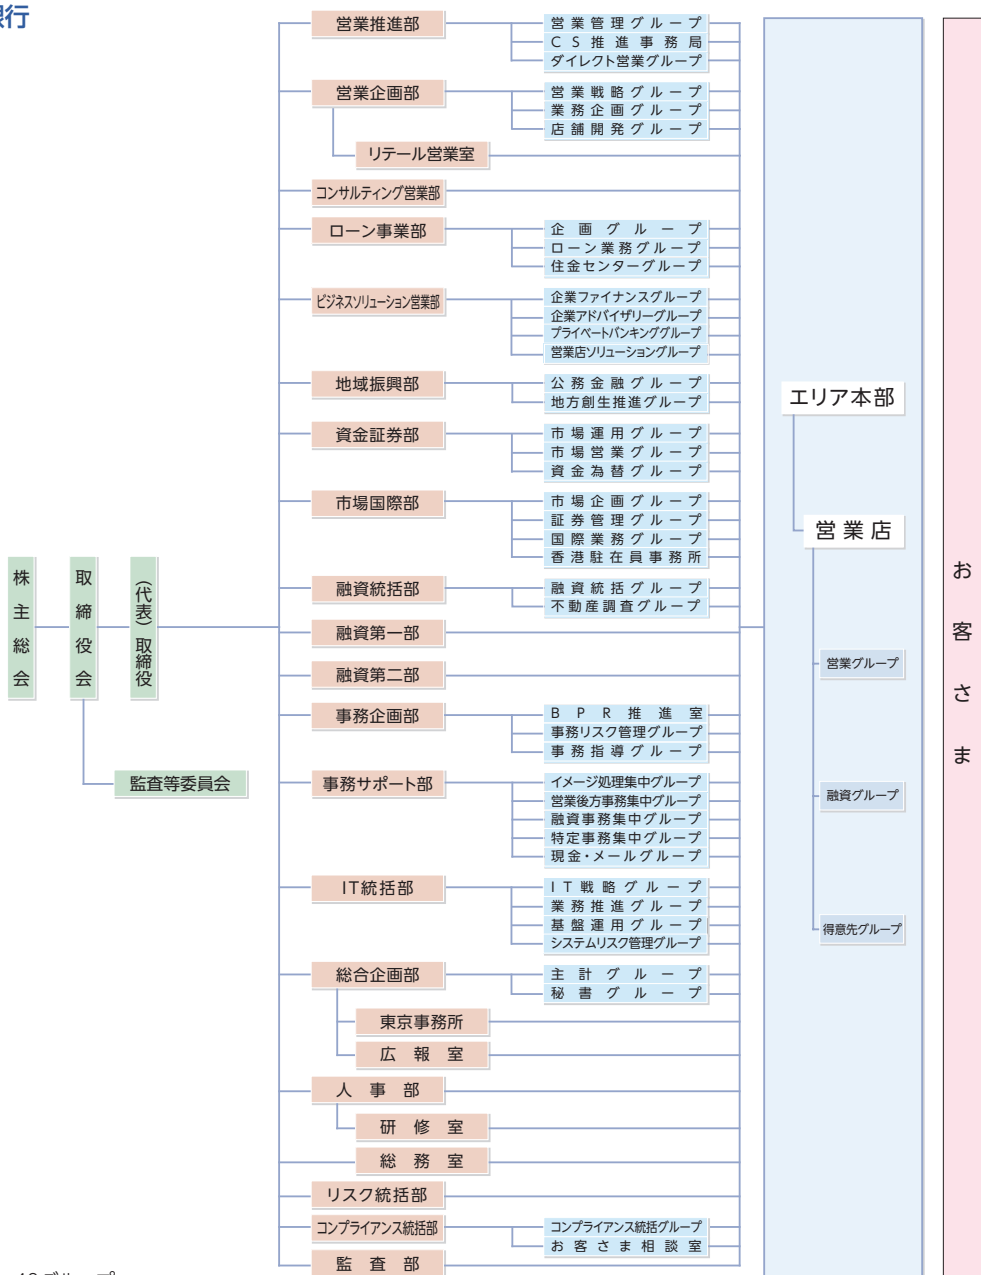 銀行
営業推進部
営業管理グループ
CS推進事務局
ダイレクト営業グループ
営業企画部
営業戦略グループ
業務企画グループ
店舗開発グループ
リテール営業室
コンサルティング営業部
ローン事業部
企画グループ
ローン業務グループ
住金センターグループ
ビジネスソリューション営業部
企業ファイナンスグループ
企業アドバイザリーグループ
プライベートバンキンググループ
営業店ソリューショングループ
地域振興部
公務金融グループ
地方創生推進グループ
資金証券部
市場運用グループ
市場営業グループ
資金為替グループ
市場国際部
市場企画グループ
証券管理グループ
国際業務グループ
香港駐在員事務所
融資統括部
融資統括グループ
不動産調査グループ
融資第一部
融資第二部
事務企画部
BPR推進室
事務リスク管理グループ
事務指導グループ
事務サポート部
イメージ処理集中グループ
営業後方事務集中グループ
融資事務集中グループ
特定事務集中グループ
現金・メールグループ
IT統括部
IT戦略グループ
業務推進グループ
基盤運用グループ
システムリスク管理グループ
総合企画部
主計グループ
秘書グループ
東京事務所
広報室
人事部
研修室
総務室
リスク統括部
コンプライアンス統括部
コンプライアンス統括グループ
お客さま相談室
監査部
株主総会
取締役会
(代表)取締役
監査等委員会
エリア本部
営業店
営業グループ
融資グループ
得意先グループ
お客さま